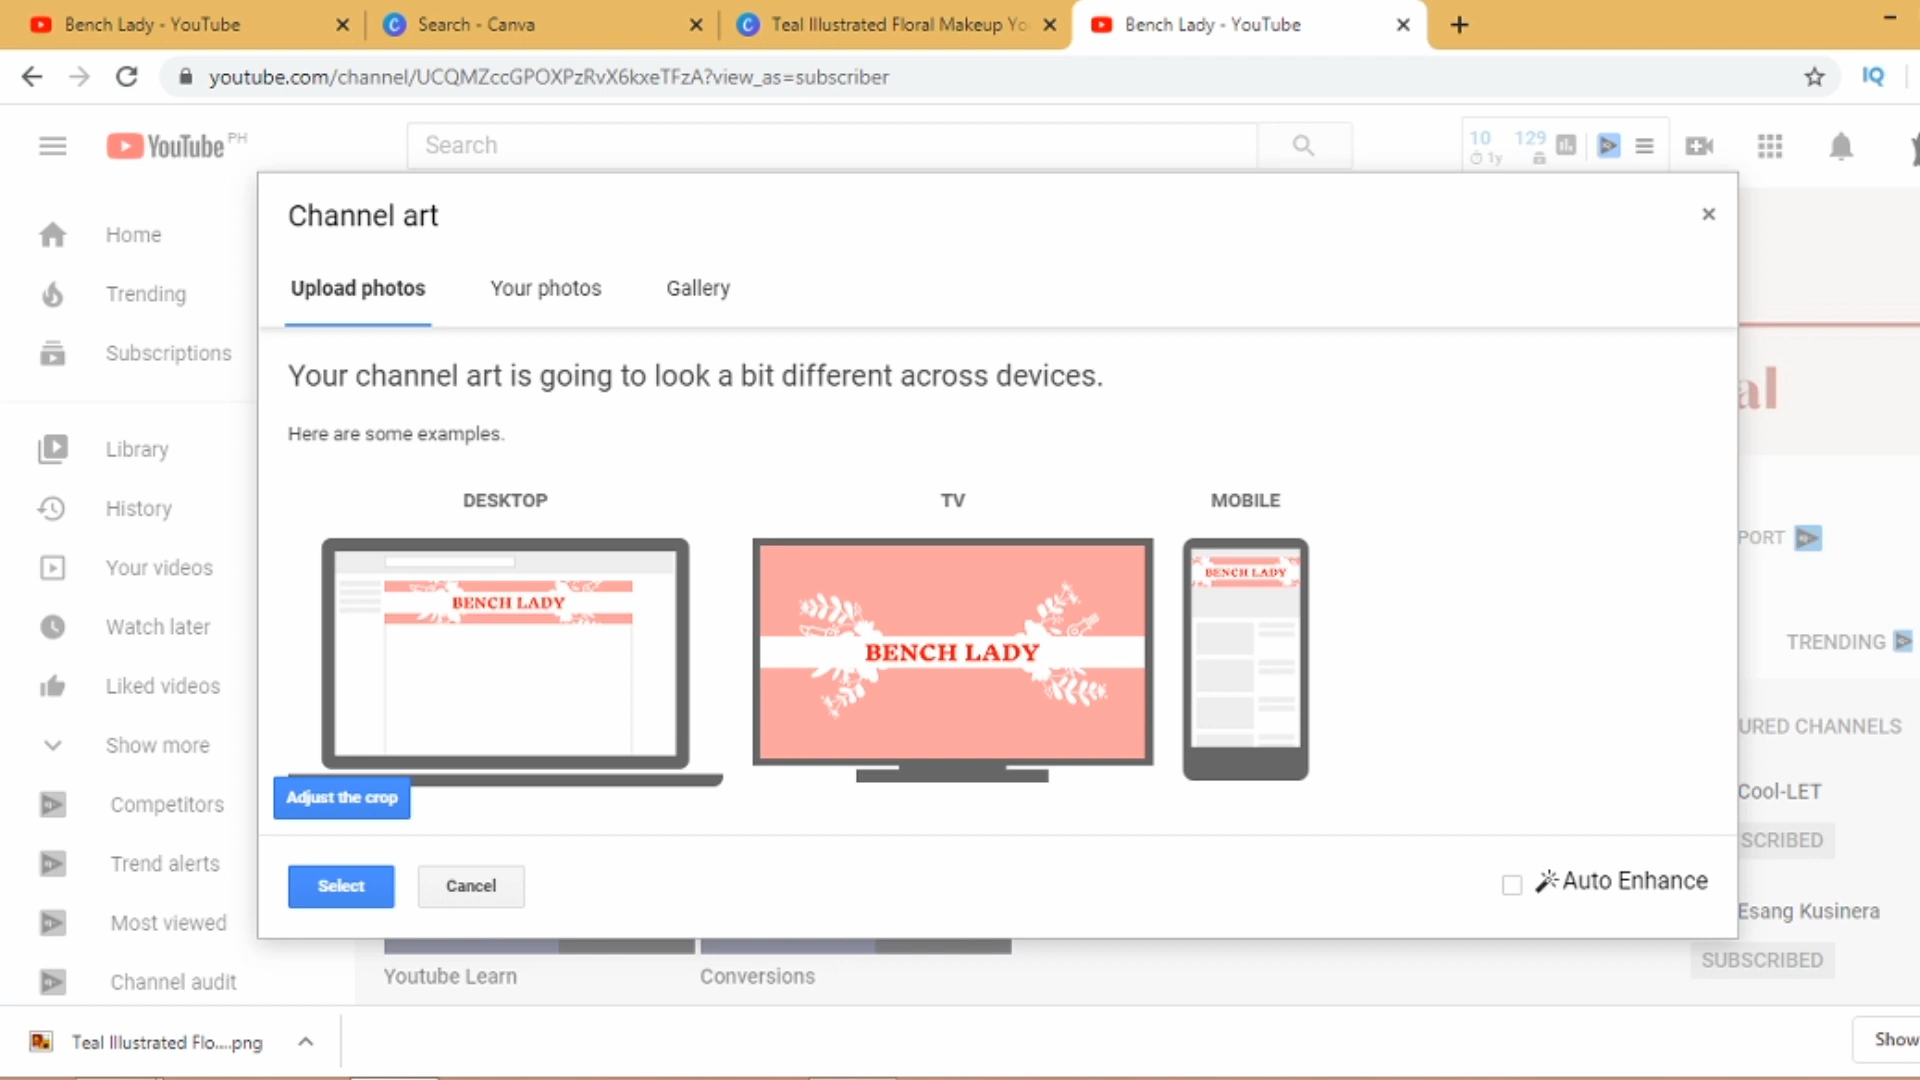 Bench Lady - YouTube
Search - Canva
Teal Illustrated Floral Makeup Yo
Bench Lady - YouTube
youtube.com/channel/UCQMZccGPOXPzRvX6kxeTFzA?view_as=subscriber
IQ
YouTube PH
Search
10
129
1y
Channel art
Upload photos
Your photos
Gallery
Your channel art is going to look a bit different across devices.
Here are some examples.
DESKTOP
TV
MOBILE
BENCH LADY
BENCH LADY
BENCH LADY
Adjust the crop
Select
Cancel
Auto Enhance
Home
Trending
Subscriptions
Library
History
Your videos
Watch later
Liked videos
Show more
Competitors
Trend alerts
Most viewed
Channel audit
al
PORT
TRENDING
URED CHANNELS
Cool-LET
SCRIBED
Esang Kusinera
SUBSCRIBED
Youtube Learn
Conversions
Teal Illustrated Flo....png
Show